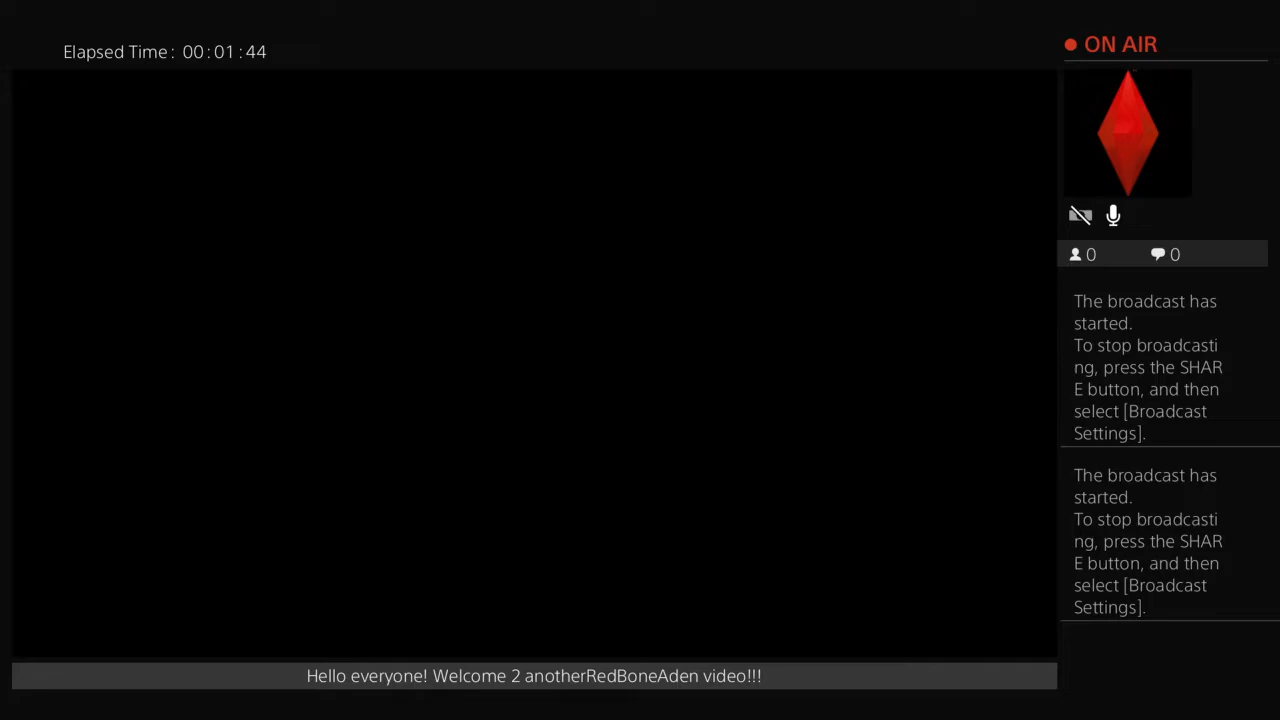 Elapsed Time: 00:01:44
ON AIR
0 0
The broadcast has
started.
To stop broadcasti
ng, press the SHAR
E button, and then
select [Broadcast
Settings].
The broadcast has
started.
To stop broadcasti
ng, press the SHAR
E button, and then
select [Broadcast
Settings].
Hello everyone! Welcome 2 anotherRedBoneAden video!!!